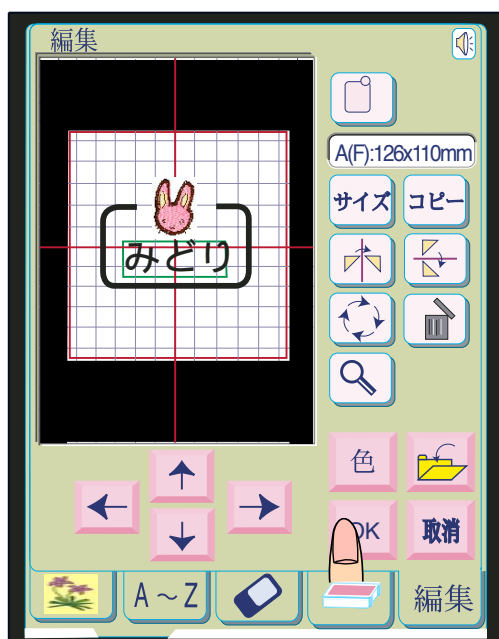 編集
A(F):126x110mm
サイズ コピー
みどり
色
OK 取消
A～Z 編集